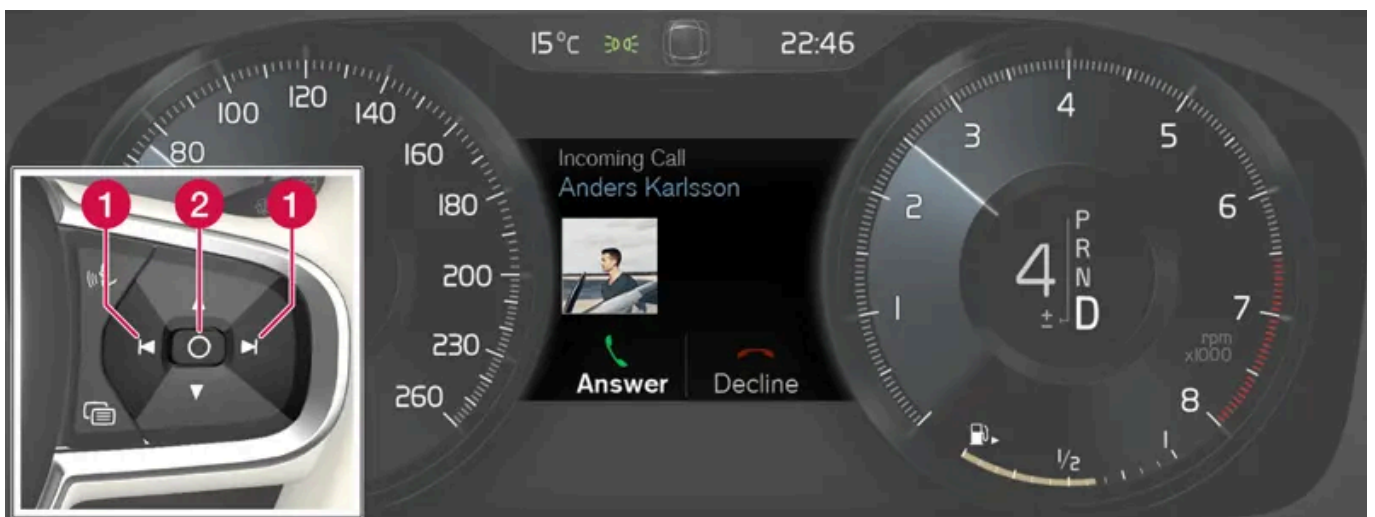 15°C 22:46
80
100
120
140
160
180
200
230
260
Incoming Call
Anders Karlsson
Answer Decline
1
2
3
4
5
6
7
8
rpm
x1000
4
±
P
R
N
D
1/2
1
1 2 1